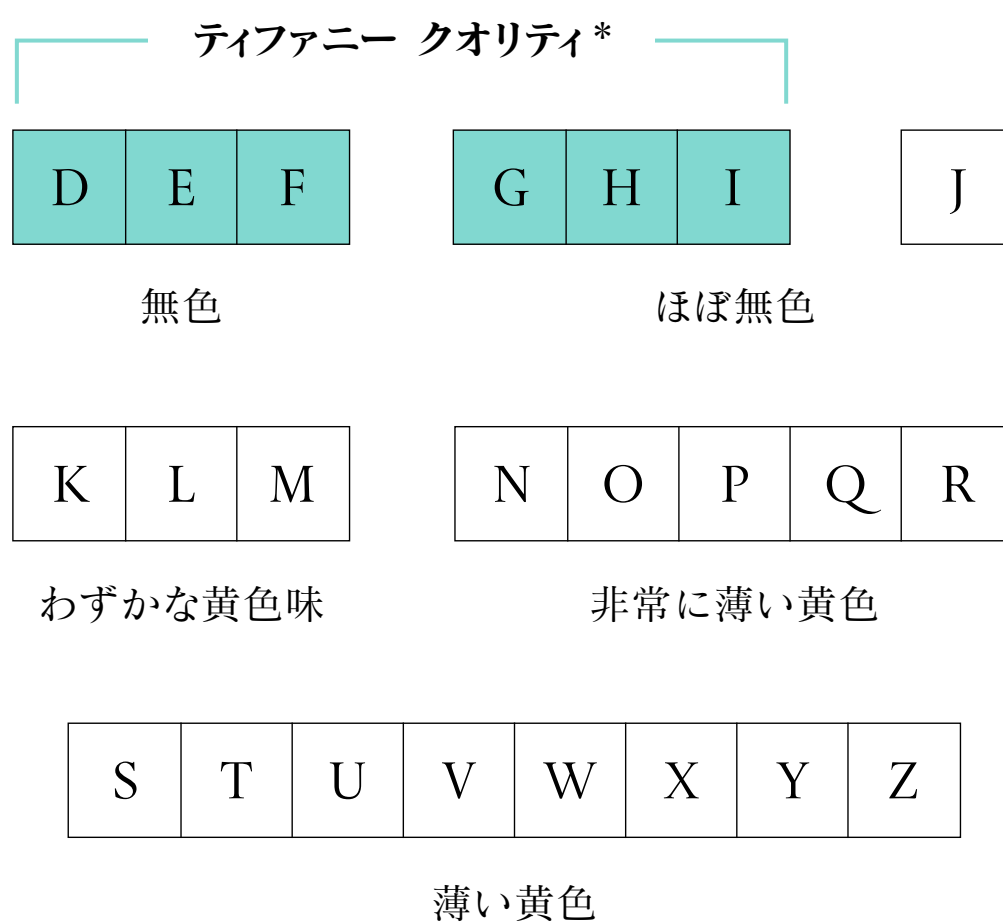 ティファニー クオリティ*
D E F G H I J
無色 ほぼ無色
K L M N O P Q R
わずかな黄色味 非常に薄い黄色
S T U V W X Y Z
薄い黄色